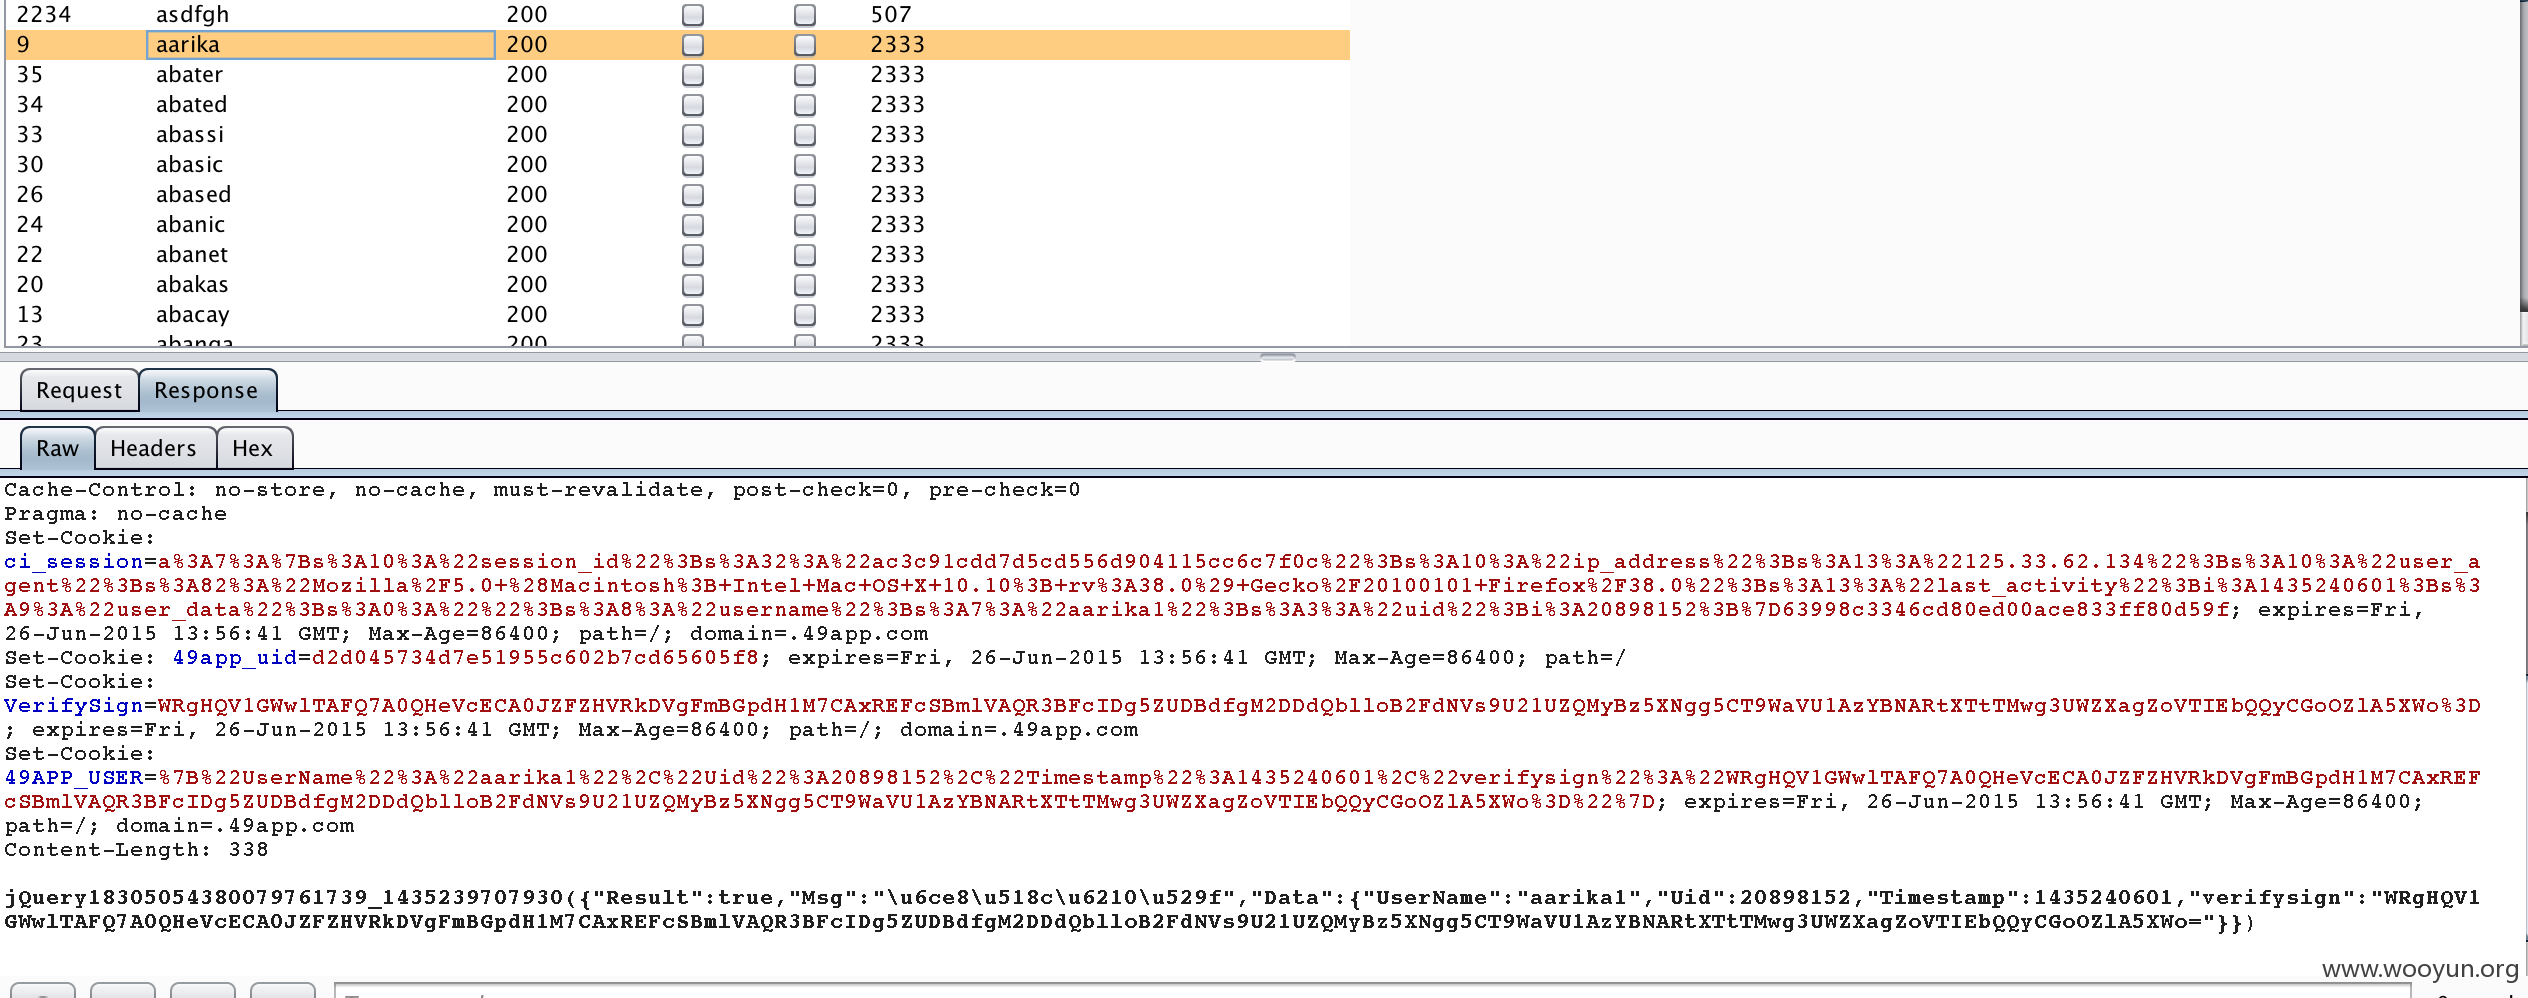 2234 asdfgh 200 507
9 aarika 200 2333
35 abater 200 2333
34 abated 200 2333
33 abassi 200 2333
30 abasic 200 2333
26 abased 200 2333
24 abanic 200 2333
22 abanet 200 2333
20 abakas 200 2333
13 abacay 200 2333
23 abanga 200 2333
Request Response
Raw Headers Hex
Cache-Control: no-store, no-cache, must-revalidate, post-check=0, pre-check=0
Pragma: no-cache
Set-Cookie:
ci_session=a%3A7%3A%7Bs%3A10%3A%22session_id%22%3Bs%3A32%3A%22ac3c91cdd7d5cd556d904115cc6c7f0c%22%3Bs%3A10%3A%22ip_address%22%3Bs%3A13%3A%22125.33.62.134%22%3Bs%3A10%3A%22user_a
gent%22%3Bs%3A82%3A%22Mozilla%2F5.0+%28Macintosh%3B+Intel+Mac+OS+X+10.10%3B+rv%3A38.0%29+Gecko%2F20100101+Firefox%2F38.0%22%3Bs%3A13%3A%22last_activity%22%3Bi%3A1435240601%3Bs%3
A9%3A%22user_data%22%3Bs%3A0%3A%22%22%3Bs%3A8%3A%22username%22%3Bs%3A7%3A%22aarika1%22%3Bs%3A3%3A%22uid%22%3Bi%3A20898152%3B%7D63998c3346cd80ed00ace833ff80d59f; expires=Fri,
26-Jun-2015 13:56:41 GMT; Max-Age=86400; path=/; domain=.49app.com
Set-Cookie: 49app_uid=d2d045734d7e51955c602b7cd65605f8; expires=Fri, 26-Jun-2015 13:56:41 GMT; Max-Age=86400; path=/
Set-Cookie:
VerifySign=WRgHQV1GWwlTAFQ7A0QHeVcECA0JZFZHVRkDVgFmBGpdH1M7CAxREFcSBmlVAQR3BFcIDg5ZUDBdfgM2DDdQblloB2FdNVs9U21UZQMyBz5XNgg5CT9WaVU1AzYBNARtXTtTMwg3UWZXagZoVTIEbQQyCGoOZlA5XWo%3D
; expires=Fri, 26-Jun-2015 13:56:41 GMT; Max-Age=86400; path=/; domain=.49app.com
Set-Cookie:
49APP_USER=%7B%22UserName%22%3A%22aarika1%22%2C%22Uid%22%3A20898152%2C%22Timestamp%22%3A1435240601%2C%22verifysign%22%3A%22WRgHQV1GWwlTAFQ7A0QHeVcECA0JZFZHVRkDVgFmBGpdH1M7CAxREF
cSBmlVAQR3BFcIDg5ZUDBdfgM2DDdQblloB2FdNVs9U21UZQMyBz5XNgg5CT9WaVU1AzYBNARtXTtTMwg3UWZXagZoVTIEbQQyCGoOZlA5XWo%3D%22%7D; expires=Fri, 26-Jun-2015 13:56:41 GMT; Max-Age=86400;
path=/; domain=.49app.com
Content-Length: 338
jQuery18305054380079761739_1435239707930({"Result":true,"Msg":"\u6ce8\u518c\u6210\u529f","Data":{"UserName":"aarika1","Uid":20898152,"Timestamp":1435240601,"verifysign":"WRgHQV1
GWwlTAFQ7A0QHeVcECA0JZFZHVRkDVgFmBGpdH1M7CAxREFcSBmlVAQR3BFcIDg5ZUDBdfgM2DDdQblloB2FdNVs9U21UZQMyBz5XNgg5CT9WaVU1AzYBNARtXTtTMwg3UWZXagZoVTIEbQQyCGoOZlA5XWo="}})
www.wooyun.org